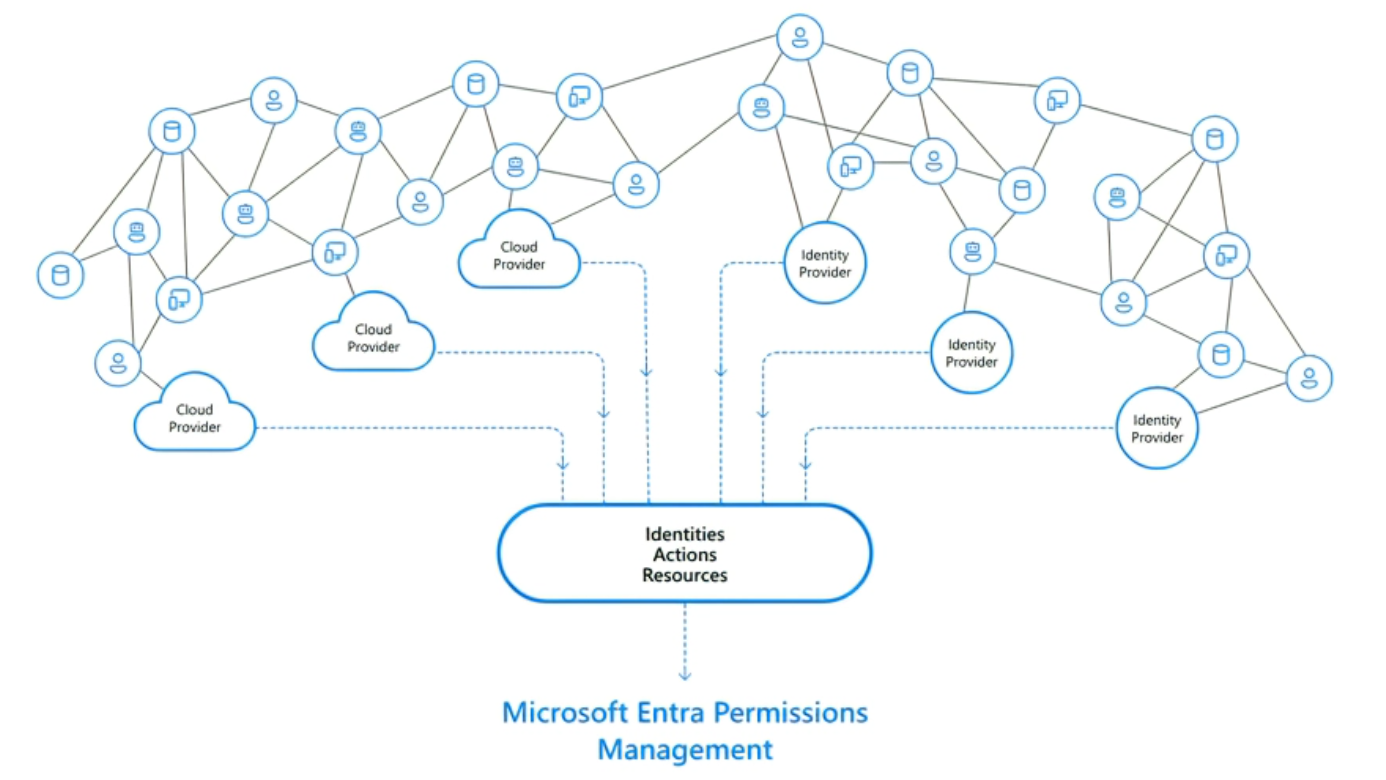 Cloud
Provider
Identity
Provider
Cloud
Provider
Identity
Provider
Cloud
Provider
Identity
Provider
Identities
Actions
Resources
Microsoft Entra Permissions
Management